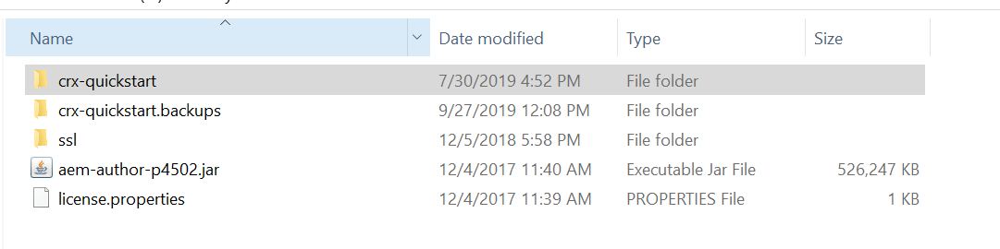 Name Date modified Type Size
crx-quickstart 7/30/2019 4:52 PM File folder
crx-quickstart.backups 9/27/2019 12:08 PM File folder
ssl 12/5/2018 5:58 PM File folder
aem-author-p4502.jar 12/4/2017 11:40 AM Executable Jar File 526,247 KB
license.properties 12/4/2017 11:39 AM PROPERTIES File 1 KB